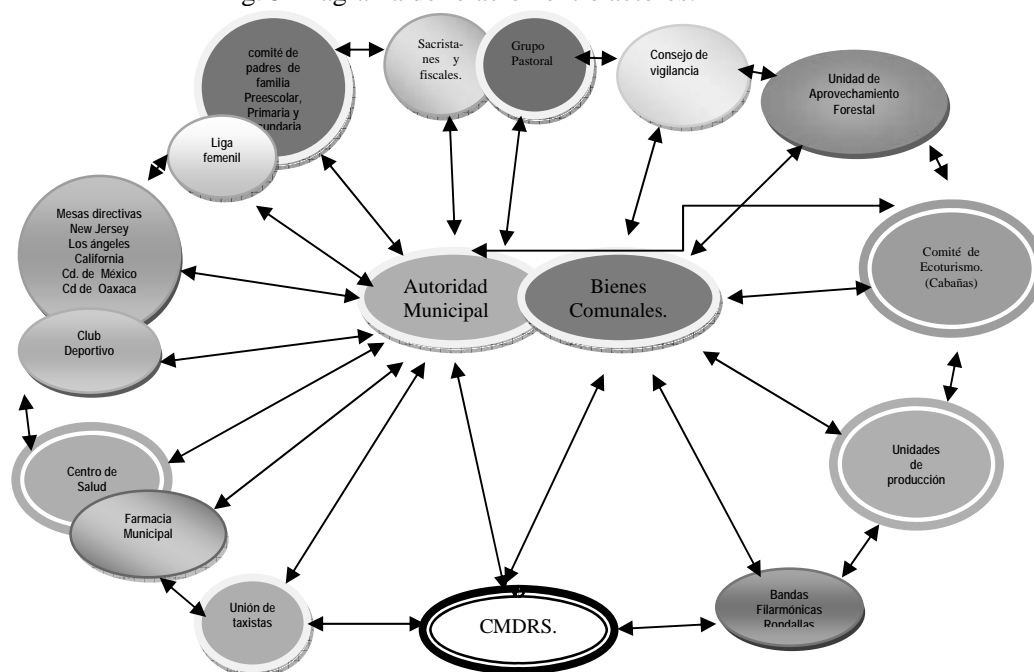 comité de
padres de
familia
Preescolar,
Primaria y
Sacrista-
nes y
fiscales.
Grupo
Pastoral
Consejo de
vigilancia
Unidad de
Aprovechamiento
Forestal
Liga
femenil
Mesas directivas
New Jersey
Los ángeles
California
Cd. de México
Cd de Oaxaca
Autoridad
Municipal
Bienes
Comunales.
Comité de
Ecoturismo.
(Cabañas)
Club
Deportivo
Centro de
Salud
Unidades
de
producción
Farmacia
Municipal
Unión de
taxistas
CMDRS.
Bandas
Filarmónicas
Rondallas